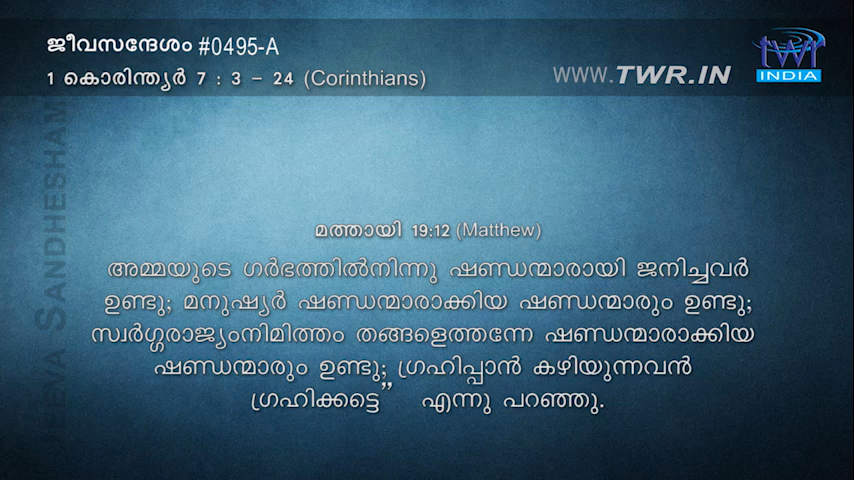 ജീവസന്ദേശം #0495-A
1 കൊരിന്ത്യർ 7 : 3 - 24 (Corinthians)
WWW.TWR.IN
twr
INDIA
JEEVA SANDHESHAM
മത്തായി 19:12 (Matthew)
അമ്മയുടെ ഗർഭത്തിൽനിന്നു ഷണ്ഡന്മാരായി ജനിച്ചവർ
ഉണ്ടു; മനുഷ്യർ ഷണ്ഡന്മാരാക്കിയ ഷണ്ഡന്മാരും ഉണ്ടു;
സ്വർഗ്ഗരാജ്യംനിമിത്തം തങ്ങളെത്തന്നേ ഷണ്ഡന്മാരാക്കിയ
ഷണ്ഡന്മാരും ഉണ്ടു; ഗ്രഹിപ്പാൻ കഴിയുന്നവൻ
ഗ്രഹിക്കട്ടെ” എന്നു പറഞ്ഞു.